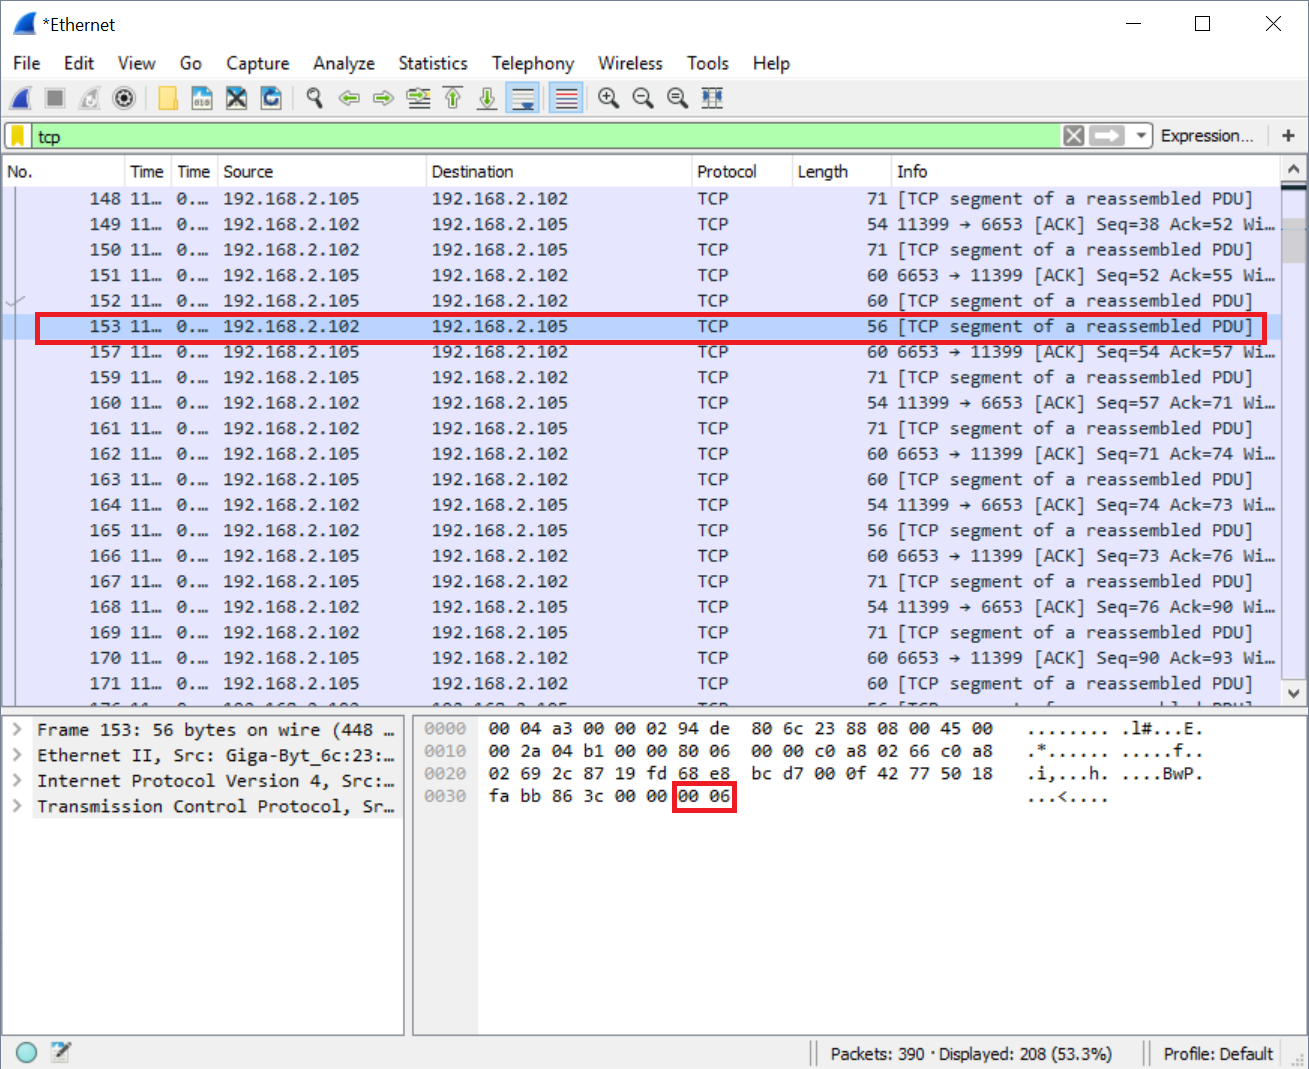 *Ethernet
File Edit View Go Capture Analyze Statistics Telephony Wireless Tools Help
tcp Expression... +
No. Time Time Source Destination Protocol Length Info
148 11… 0.… 192.168.2.105 192.168.2.102 TCP 71 [TCP segment of a reassembled PDU]
149 11… 0.… 192.168.2.102 192.168.2.105 TCP 54 11399 → 6653 [ACK] Seq=38 Ack=52 Wi…
150 11… 0.… 192.168.2.102 192.168.2.105 TCP 71 [TCP segment of a reassembled PDU]
151 11… 0.… 192.168.2.105 192.168.2.102 TCP 60 6653 → 11399 [ACK] Seq=52 Ack=55 Wi…
152 11… 0.… 192.168.2.105 192.168.2.102 TCP 60 [TCP segment of a reassembled PDU]
153 11… 0.… 192.168.2.102 192.168.2.105 TCP 56 [TCP segment of a reassembled PDU]
157 11… 0.… 192.168.2.105 192.168.2.102 TCP 60 6653 → 11399 [ACK] Seq=54 Ack=57 Wi…
159 11… 0.… 192.168.2.105 192.168.2.102 TCP 71 [TCP segment of a reassembled PDU]
160 11… 0.… 192.168.2.102 192.168.2.105 TCP 54 11399 → 6653 [ACK] Seq=57 Ack=71 Wi…
161 11… 0.… 192.168.2.102 192.168.2.105 TCP 71 [TCP segment of a reassembled PDU]
162 11… 0.… 192.168.2.105 192.168.2.102 TCP 60 6653 → 11399 [ACK] Seq=71 Ack=74 Wi…
163 11… 0.… 192.168.2.105 192.168.2.102 TCP 60 [TCP segment of a reassembled PDU]
164 11… 0.… 192.168.2.102 192.168.2.105 TCP 54 11399 → 6653 [ACK] Seq=74 Ack=73 Wi…
165 11… 0.… 192.168.2.102 192.168.2.105 TCP 56 [TCP segment of a reassembled PDU]
166 11… 0.… 192.168.2.105 192.168.2.102 TCP 60 6653 → 11399 [ACK] Seq=73 Ack=76 Wi…
167 11… 0.… 192.168.2.105 192.168.2.102 TCP 71 [TCP segment of a reassembled PDU]
168 11… 0.… 192.168.2.102 192.168.2.105 TCP 54 11399 → 6653 [ACK] Seq=76 Ack=90 Wi…
169 11… 0.… 192.168.2.102 192.168.2.105 TCP 71 [TCP segment of a reassembled PDU]
170 11… 0.… 192.168.2.105 192.168.2.102 TCP 60 6653 → 11399 [ACK] Seq=90 Ack=93 Wi…
171 11… 0.… 192.168.2.105 192.168.2.102 TCP 60 [TCP segment of a reassembled PDU]
Frame 153: 56 bytes on wire (448 …
Ethernet II, Src: Giga-Byt_6c:23:…
Internet Protocol Version 4, Src:…
Transmission Control Protocol, Sr…
0000 00 04 a3 00 00 02 94 de 80 6c 23 88 08 00 45 00 ........ .l#...E.
0010 00 2a 04 b1 00 00 80 06 00 00 c0 a8 02 66 c0 a8 .*...... .....f..
0020 02 69 2c 87 19 fd 68 e8 bc d7 00 0f 42 77 50 18 .i,...h. ....BwP.
0030 fa bb 86 3c 00 00 00 06 ...<....
Packets: 390 · Displayed: 208 (53.3%) Profile: Default